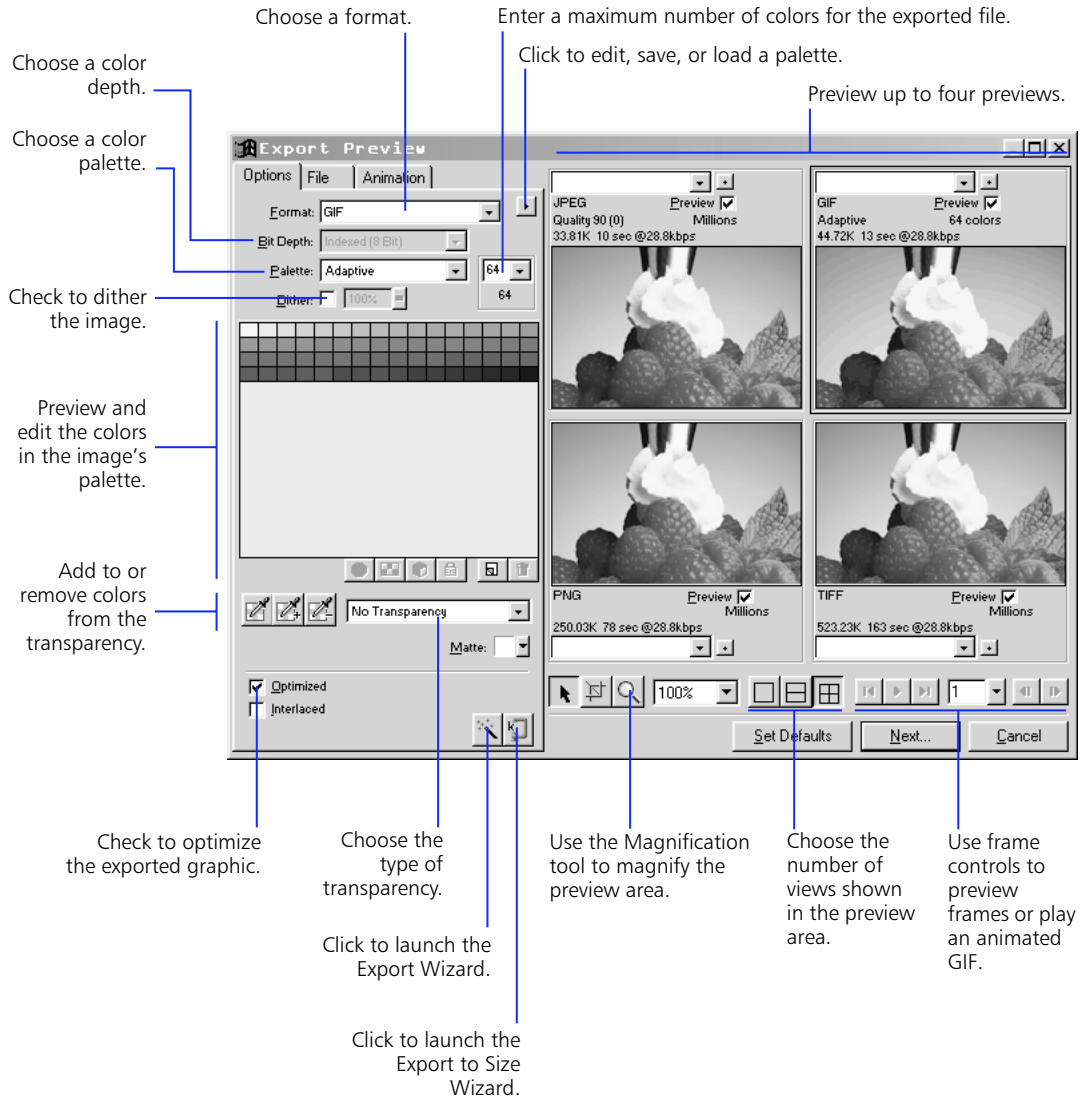 Choose a format.
Enter a maximum number of colors for the exported file.
Click to edit, save, or load a palette.
Preview up to four previews.
Choose a color
depth.
Choose a color
palette.
Check to dither
the image.
Preview and
edit the colors
in the image's
palette.
Add to or
remove colors
from the
transparency.
Export Preview
Options
File
Animation
Format:
GIF
Bit Depth:
Indexed (8 Bit)
Palette:
Adaptive
64
64
Dither:
100%
No Transparency
Matte:
Optimized
Interlaced
JPEG
Preview
Quality 90 (0)
Millions
33.81K 10 sec @28.8kbps
GIF
Preview
Adaptive
64 colors
44.72K 13 sec @28.8kbps
PNG
Preview
Millions
250.03K 78 sec @28.8kbps
TIFF
Preview
Millions
523.23K 163 sec @28.8kbps
100%
1
Set Defaults
Next...
Cancel
Check to optimize
the exported graphic.
Choose the
type of
transparency.
Click to launch the
Export Wizard.
Click to launch the
Export to Size
Wizard.
Use the Magnification
tool to magnify the
preview area.
Choose the
number of
views shown
in the preview
area.
Use frame
controls to
preview
frames or play
an animated
GIF.